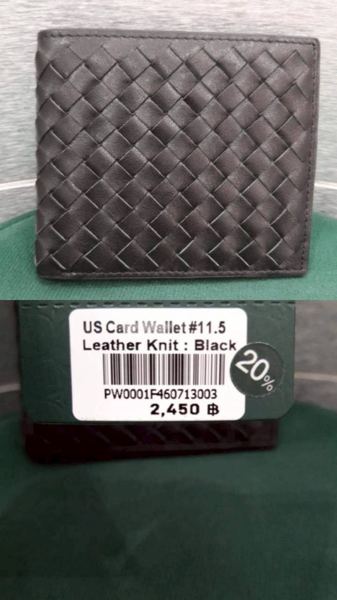 US Card Wallet#11.5
Leather Knit : Black
20%
PW0001F460713003
2,450 ฿